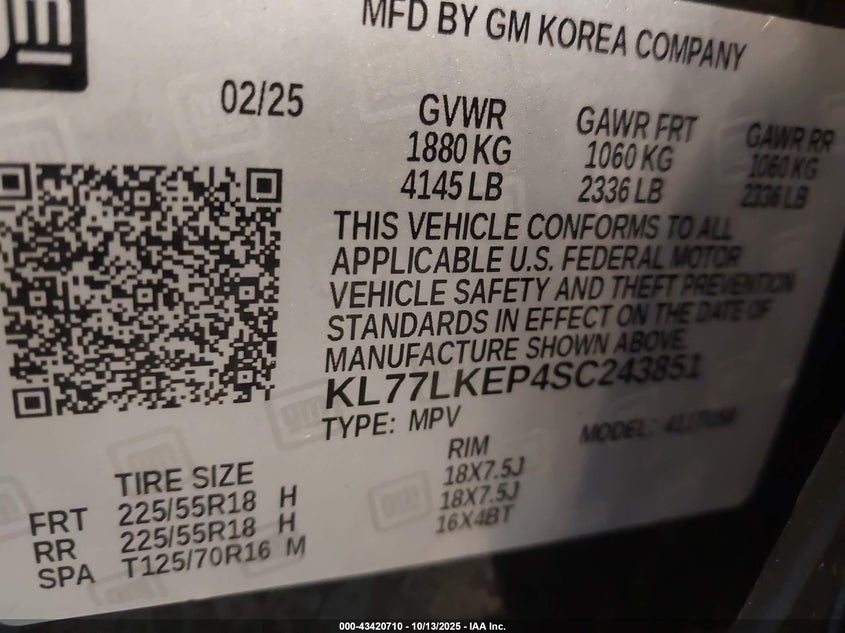 gm
MFD BY GM KOREA COMPANY
02/25
GVWR GAWR FRT GAWR RR
1880 KG 1060 KG 1060 KG
4145 LB 2336 LB 2336 LB
THIS VEHICLE CONFORMS TO ALL
APPLICABLE U.S. FEDERAL MOTOR
VEHICLE SAFETY AND THEFT PREVENTION
STANDARDS IN EFFECT ON THE DATE OF
MANUFACTURE SHOWN ABOVE.
KL77LKEP4SC243851
TYPE: MPV MODEL:
TIRE SIZE RIM
FRT 225/55R18 H 18X7.5J
RR 225/55R18 H 18X7.5J
SPA T125/70R16 M 16X4BT
000-43420710 - 10/13/2025 - IAA Inc.